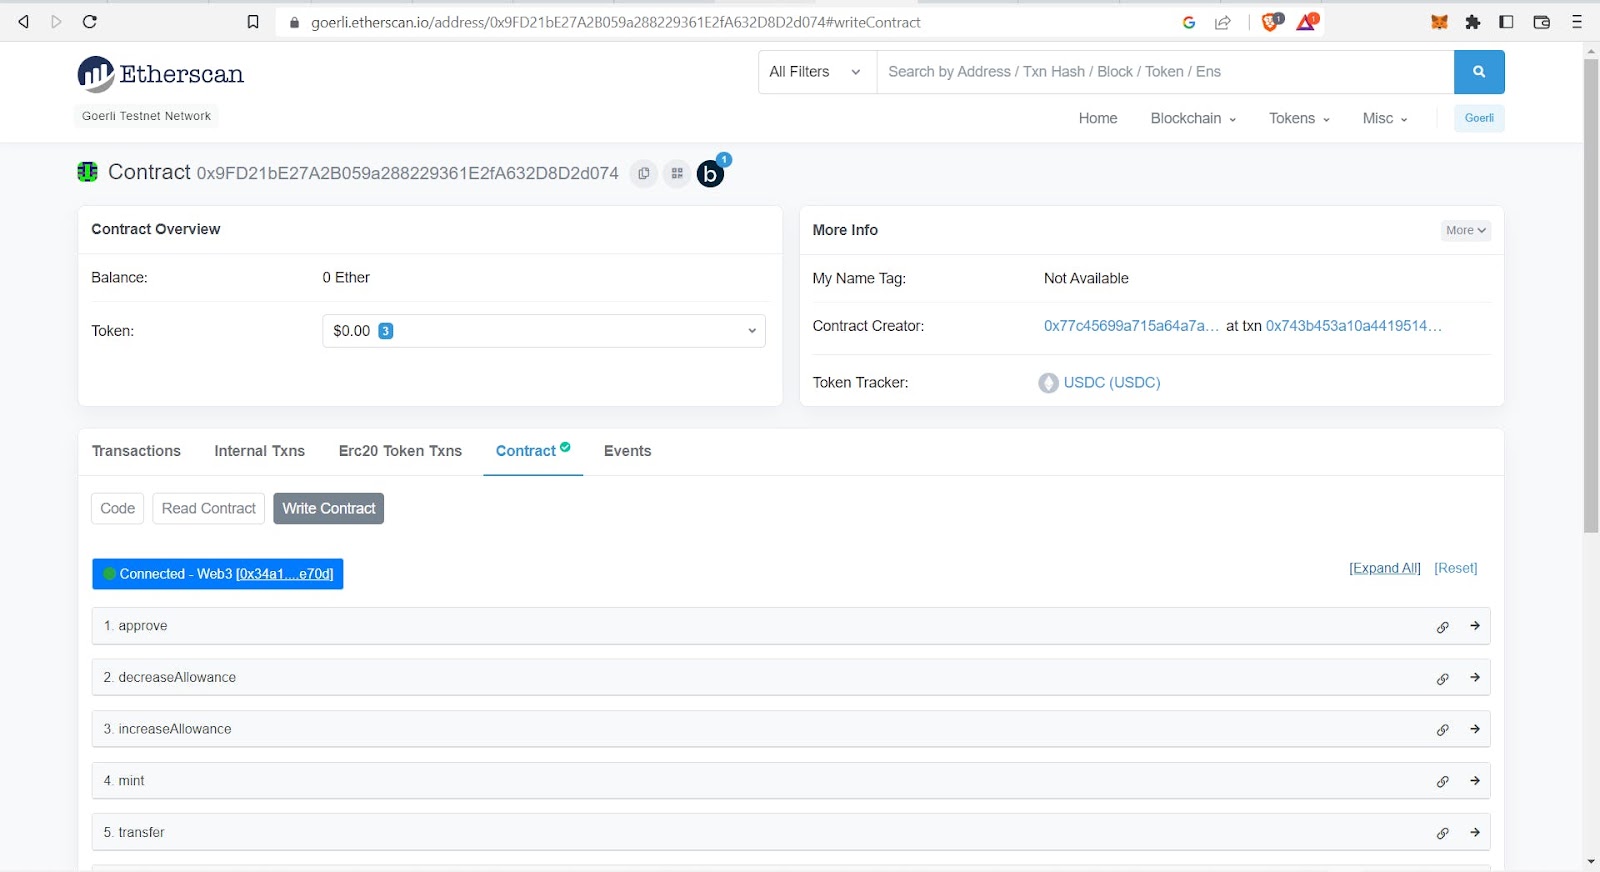 goerli.etherscan.io/address/0x9FD21bE27A2B059a288229361E2fA632D8D2d074#writeContract
1
1
Etherscan
All Filters
Search by Address / Txn Hash / Block / Token / Ens
Goerli Testnet Network
Home Blockchain Tokens Misc Goerli
Contract 0x9FD21bE27A2B059a288229361E2fA632D8D2d074
b 1
Contract Overview
Balance: 0 Ether
Token: $0.00 3
More Info
More
My Name Tag: Not Available
Contract Creator: 0x77c45699a715a64a7a... at txn 0x743b453a10a4419514...
Token Tracker: USDC (USDC)
Transactions Internal Txns Erc20 Token Txns Contract Events
Code Read Contract Write Contract
Connected - Web3 [0x34a1....e70d]
[Expand All] [Reset]
1. approve
2. decreaseAllowance
3. increaseAllowance
4. mint
5. transfer